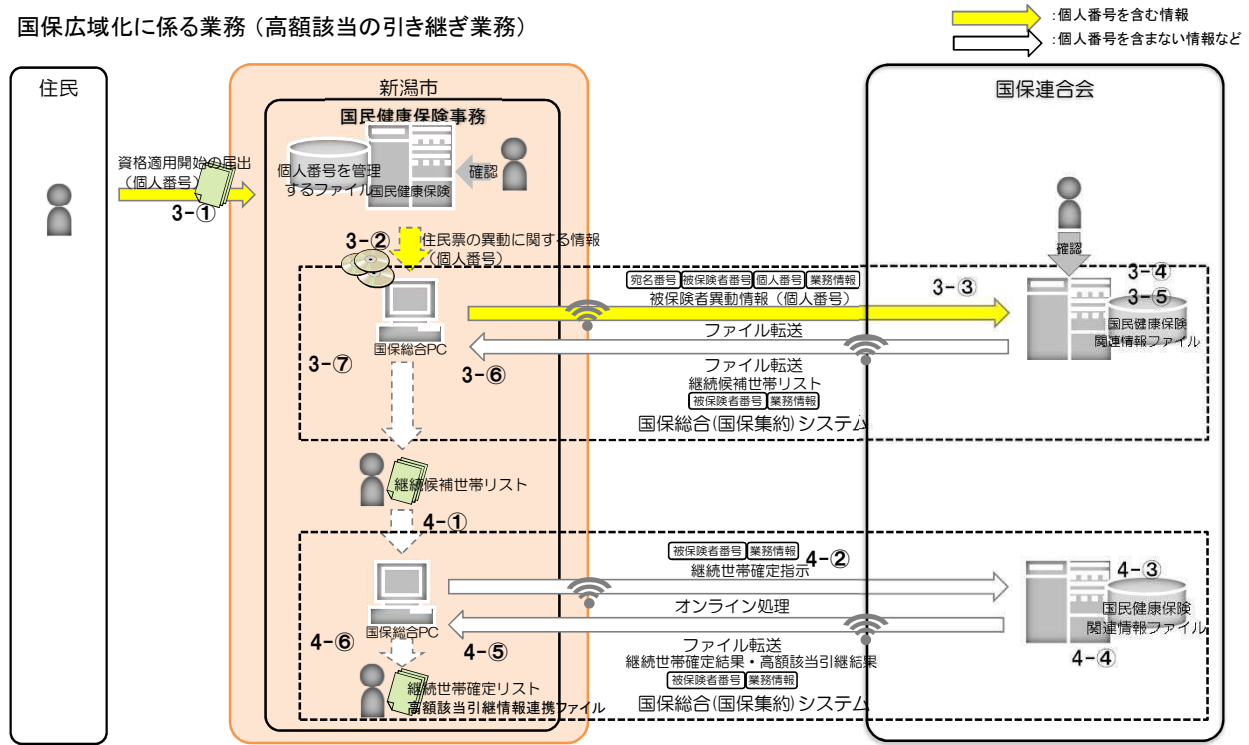 国保広域化に係る業務（高額該当の引き継ぎ業務）
：個人番号を含む情報
：個人番号を含まない情報など
住民
新潟市
国保連合会
国民健康保険事務
資格適用開始の届出
（個人番号）
3-①
個人番号を管理
するファイル
国民健康保険
確認
3-②
住民票の異動に関する情報
（個人番号）
確認
宛名番号 被保険者番号 個人番号 業務情報
被保険者異動情報（個人番号）
3-③
3-④
3-⑤
国民健康保険
関連情報ファイル
ファイル転送
国保総合PC
3-⑦
3-⑥
ファイル転送
継続候補世帯リスト
被保険者番号 業務情報
国保総合(国保集約)システム
継続候補世帯リスト
4-①
被保険者番号 業務情報
4-②
継続世帯確定指示
4-③
オンライン処理
国民健康保険
関連情報ファイル
国保総合PC
4-⑥
4-⑤
ファイル転送
4-④
継続世帯確定結果・高額該当引継結果
被保険者番号 業務情報
国保総合(国保集約)システム
継続世帯確定リスト
高額該当引継情報連携ファイル